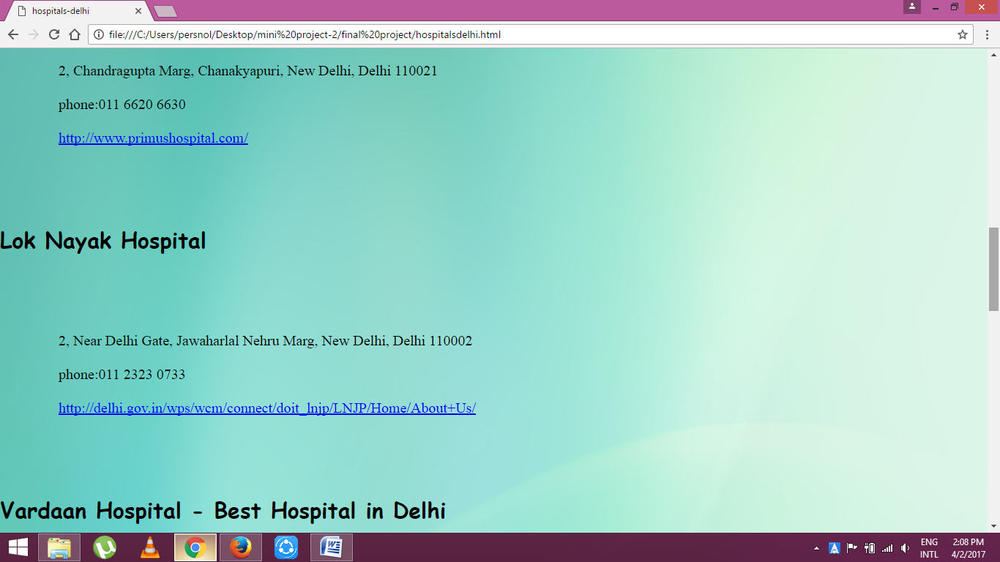 hospitals-delhi
file:///C:/Users/persnol/Desktop/mini%20project-2/final%20project/hospitalsdelhi.html
2, Chandragupta Marg, Chanakyapuri, New Delhi, Delhi 110021
phone:011 6620 6630
http://www.primushospital.com/
Lok Nayak Hospital
2, Near Delhi Gate, Jawaharlal Nehru Marg, New Delhi, Delhi 110002
phone:011 2323 0733
http://delhi.gov.in/wps/wcm/connect/doit_lnjp/LNJP/Home/About+Us/
Vardaan Hospital - Best Hospital in Delhi
ENG 2:08 PM
INTL 4/2/2017